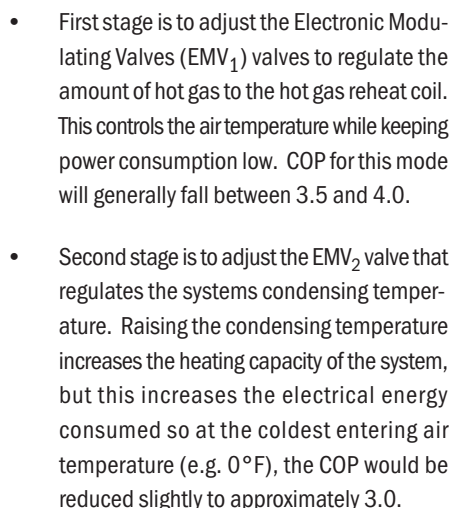 • First stage is to adjust the Electronic Modu-
lating Valves (EMV₁) valves to regulate the
amount of hot gas to the hot gas reheat coil.
This controls the air temperature while keeping
power consumption low. COP for this mode
will generally fall between 3.5 and 4.0.
• Second stage is to adjust the EMV₂ valve that
regulates the systems condensing temper-
ature. Raising the condensing temperature
increases the heating capacity of the system,
but this increases the electrical energy
consumed so at the coldest entering air
temperature (e.g. 0°F), the COP would be
reduced slightly to approximately 3.0.